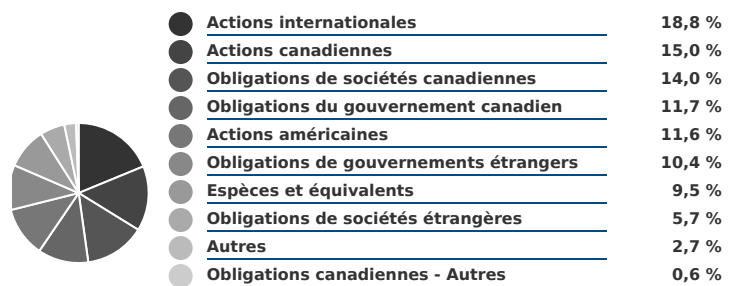 Actions internationales 18,8 %
Actions canadiennes 15,0 %
Obligations de sociétés canadiennes 14,0 %
Obligations du gouvernement canadien 11,7 %
Actions américaines 11,6 %
Obligations de gouvernements étrangers 10,4 %
Espèces et équivalents 9,5 %
Obligations de sociétés étrangères 5,7 %
Autres 2,7 %
Obligations canadiennes - Autres 0,6 %